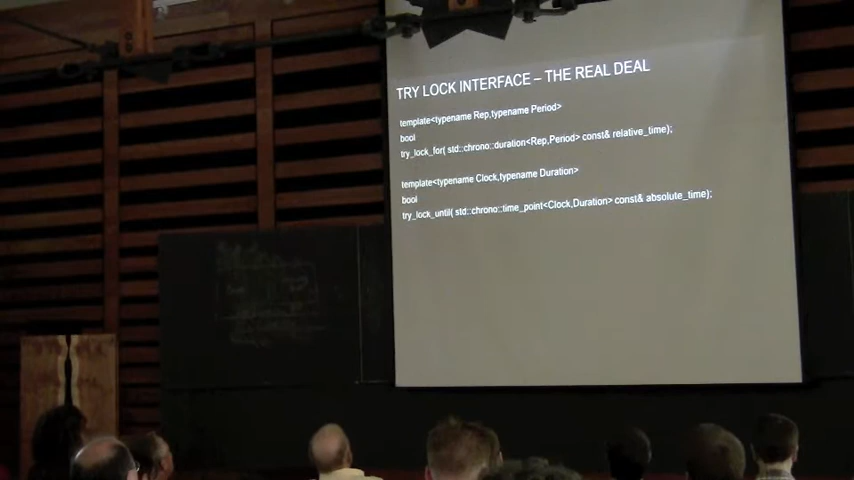 TRY LOCK INTERFACE – THE REAL DEAL
template<typename Rep,typename Period>
bool
try_lock_for( std::chrono::duration<Rep,Period> const& relative_time);
template<typename Clock,typename Duration>
bool
try_lock_until( std::chrono::time_point<Clock,Duration> const& absolute_time);